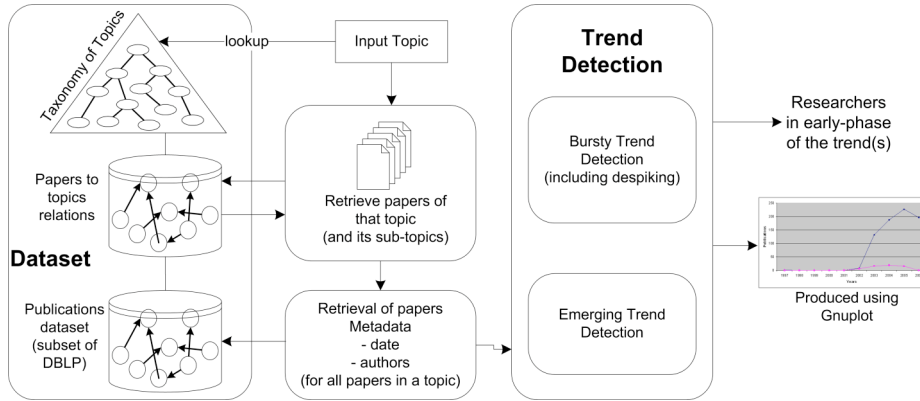 Taxonomy of Topics
lookup
Input Topic
Papers to
topics
relations
Dataset
Publications
dataset
(subset of
DBLP)
Retrieve papers of
that topic
(and its sub-topics)
Retrieval of papers
Metadata
- date
- authors
(for all papers in a topic)
Trend
Detection
Bursty Trend
Detection
(including despiking)
Emerging Trend
Detection
Researchers
in early-phase
of the trend(s)
Years
Produced using
Gnuplot